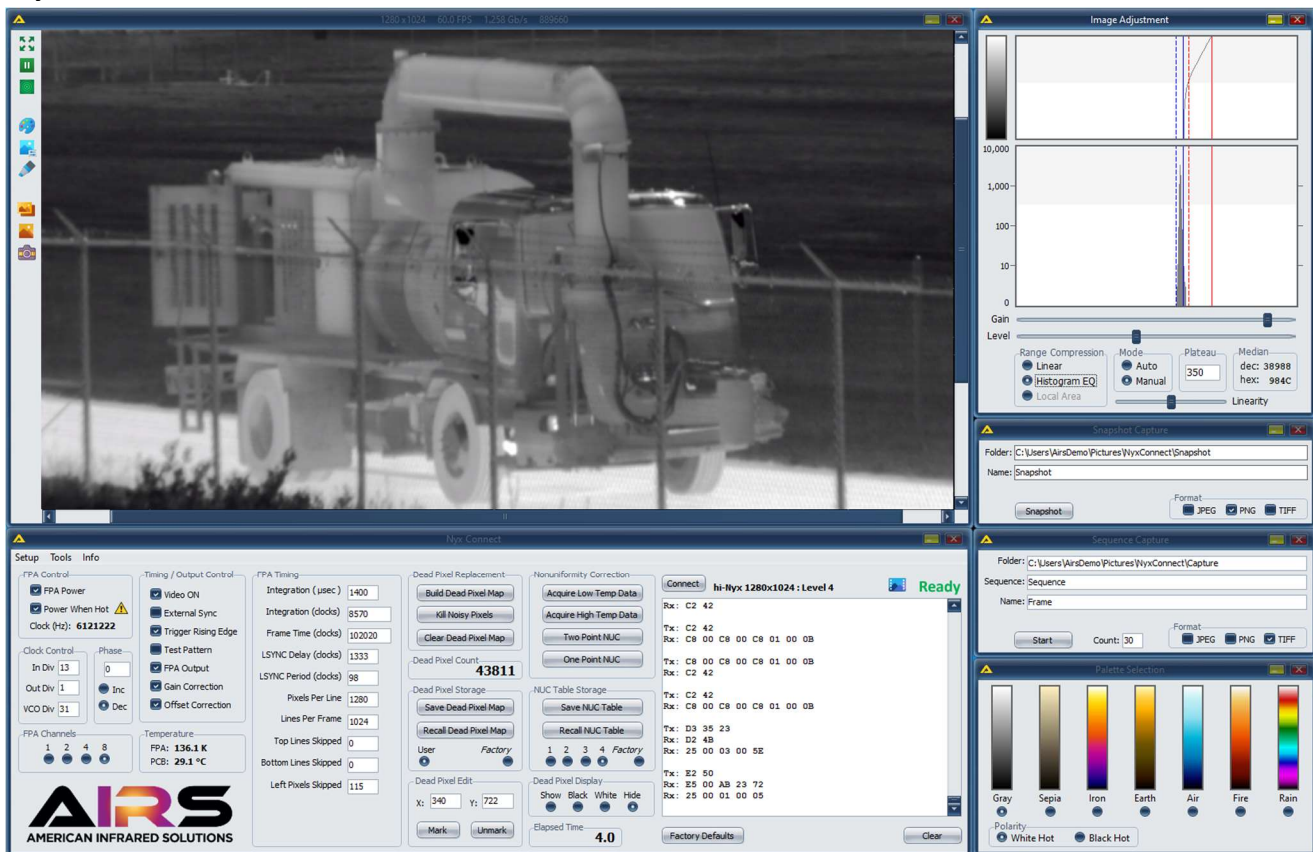 1280 x 1024 60.0 FPS 1,258 Gb/s 889660
Image Adjustment
10,000
1,000
100
10
0
Gain
Level
Range Compression
Linear
Histogram EQ
Local Area
Mode
Auto
Manual
Plateau
350
Median
dec: 38988
hex: 984C
Linearity
Snapshot Capture
Folder: C:\Users\AirsDemo\Pictures\NyxConnect\Snapshot
Name: Snapshot
Snapshot
Format
JPEG PNG TIFF
Nyx Connect
Setup Tools Info
FPA Control
FPA Power
Power When Hot
Clock (Hz): 6121222
Clock Control
In Div 13
Out Div 1
VCO Div 31
Phase
0
Inc
Dec
FPA Channels
1 2 4 8
Timing / Output Control
Video ON
External Sync
Trigger Rising Edge
Test Pattern
FPA Output
Gain Correction
Offset Correction
Temperature
FPA: 136.1 K
PCB: 29.1 °C
AIRS
AMERICAN INFRARED SOLUTIONS
FPA Timing
Integration (µsec) 1400
Integration (clocks) 8570
Frame Time (clocks) 102020
LSYNC Delay (clocks) 1333
LSYNC Period (clocks) 98
Pixels Per Line 1280
Lines Per Frame 1024
Top Lines Skipped 0
Bottom Lines Skipped 0
Left Pixels Skipped 115
Dead Pixel Replacement
Build Dead Pixel Map
Kill Noisy Pixels
Clear Dead Pixel Map
Dead Pixel Count
43811
Dead Pixel Storage
Save Dead Pixel Map
Recall Dead Pixel Map
User Factory
Dead Pixel Edit
X: 340 Y: 722
Mark Unmark
Nonuniformity Correction
Acquire Low Temp Data
Acquire High Temp Data
Two Point NUC
One Point NUC
NUC Table Storage
Save NUC Table
Recall NUC Table
1 2 3 4 Factory
Dead Pixel Display
Show Black White Hide
Elapsed Time
4.0
Connect hi-Nyx 1280x1024 : Level 4 Ready
Rx: C2 42
Tx: C2 42
Rx: C8 00 C8 00 C8 01 00 0B
Tx: C8 00 C8 00 C8 01 00 0B
Rx: C2 42
Tx: C2 42
Rx: C8 00 C8 00 C8 01 00 0B
Tx: D3 35 23
Rx: D2 4B
Rx: 25 00 03 00 5E
Tx: E2 50
Rx: E5 00 AB 23 72
Rx: 25 00 01 00 05
Factory Defaults Clear
Sequence Capture
Folder: C:\Users\AirsDemo\Pictures\NyxConnect\Capture
Sequence: Sequence
Name: Frame
Start Count: 30
Format
JPEG PNG TIFF
Palette Selection
Gray Sepia Iron Earth Air Fire Rain
Polarity
White Hot Black Hot